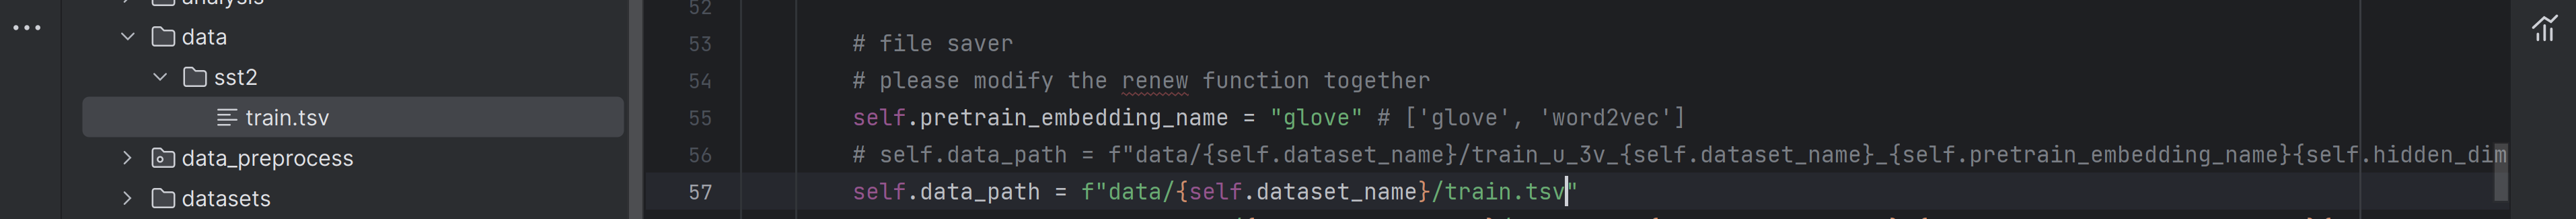 analysis
data
sst2
train.tsv
data_preprocess
datasets
52
53 # file saver
54 # please modify the renew function together
55 self.pretrain_embedding_name = "glove" # ['glove', 'word2vec']
56 # self.data_path = f"data/{self.dataset_name}/train_u_3v_{self.dataset_name}_{self.pretrain_embedding_name}{self.hidden_dim
57 self.data_path = f"data/{self.dataset_name}/train.tsv"